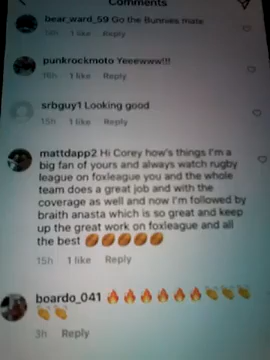 Comments
bear_ward_59 Go the Bunnies mate
1 like Reply
punkrockmoto Yeewwww!!!
15h 1 like Reply
srbguy1 Looking good
15h 1 like Reply
mattdapp2 Hi Corey how's things I'm a
big fan of yours and always watch rugby
league on foxleague you and the whole
team does a great job and with the
coverage as well and now I'm followed by
braith anasta which is so great and keep
up the great work on foxleague and all
the best 🏉🏉🏉🏉🏉
15h 1 like Reply
boardo_041 🔥🔥🔥🔥🔥🔥👏👏👏
👏👏
3h Reply